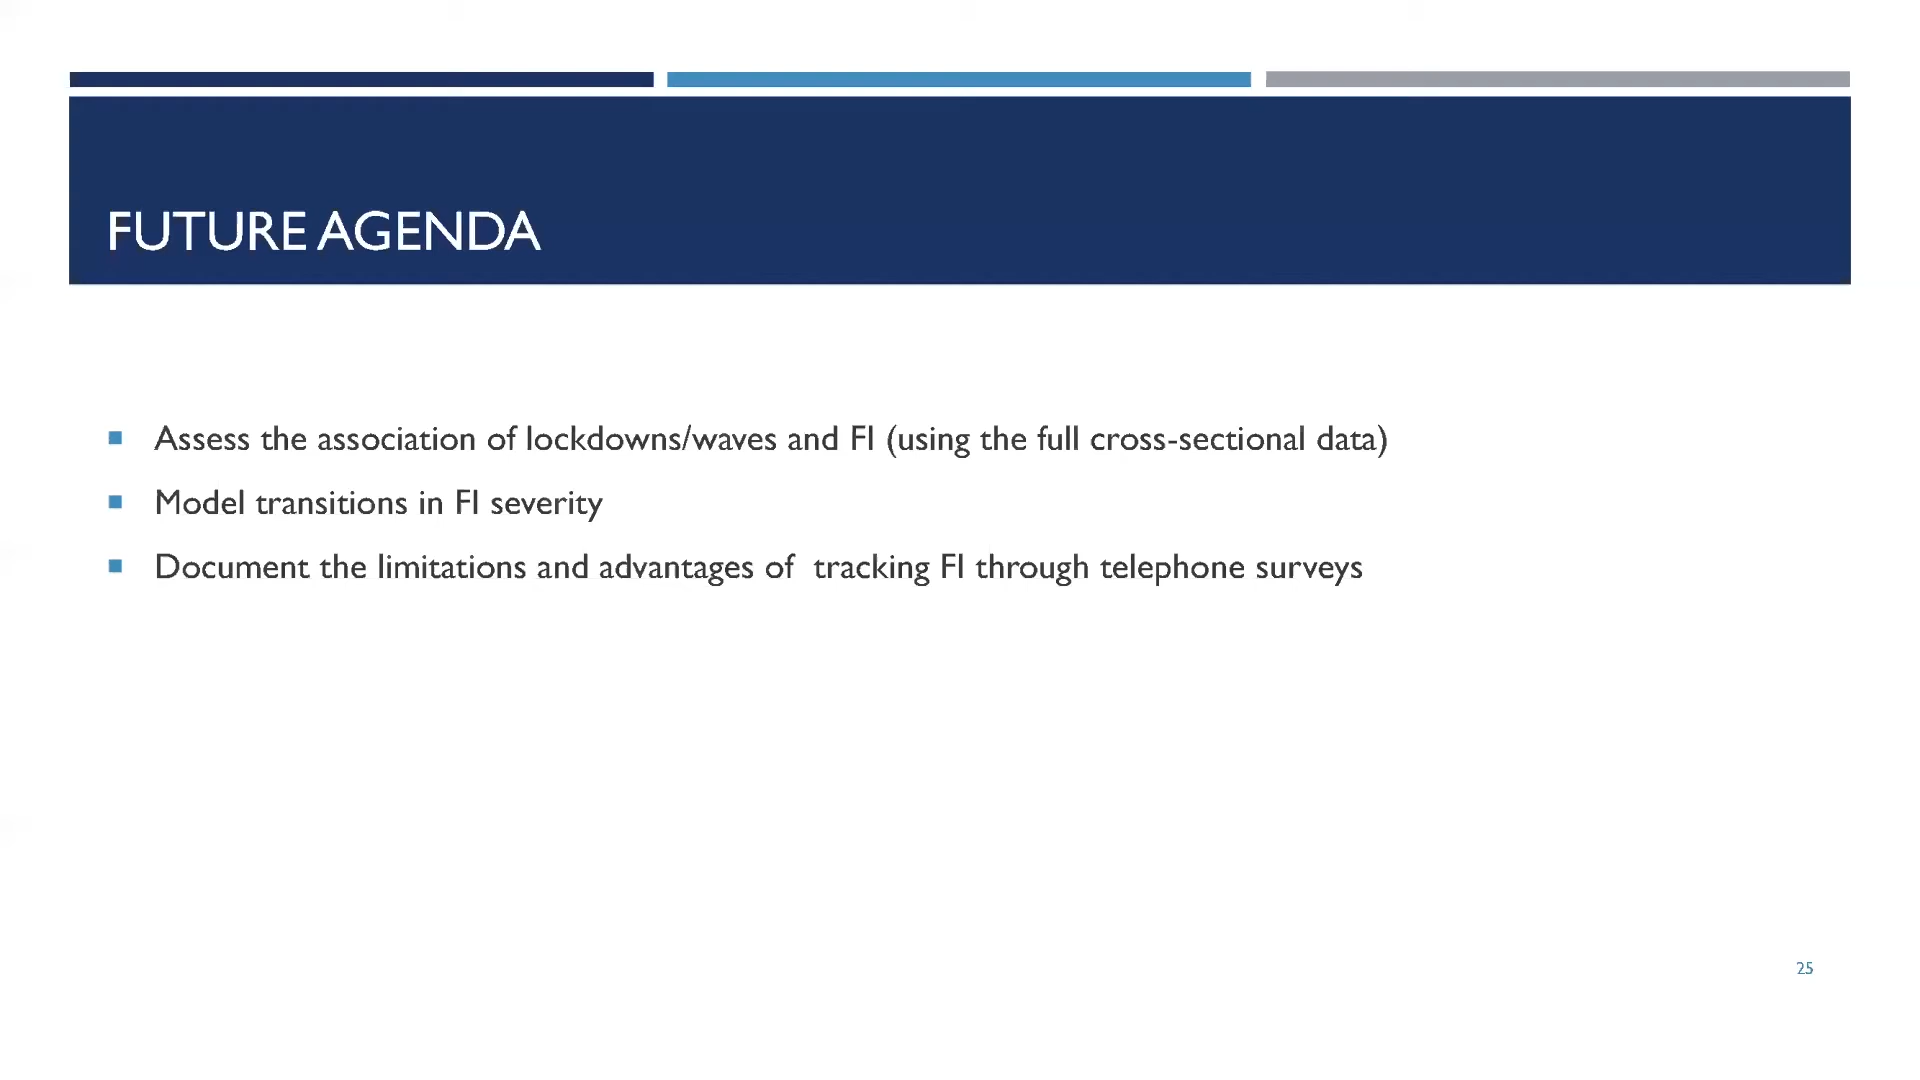 FUTURE AGENDA
Assess the association of lockdowns/waves and FI (using the full cross-sectional data)
Model transitions in FI severity
Document the limitations and advantages of  tracking FI through telephone surveys
25